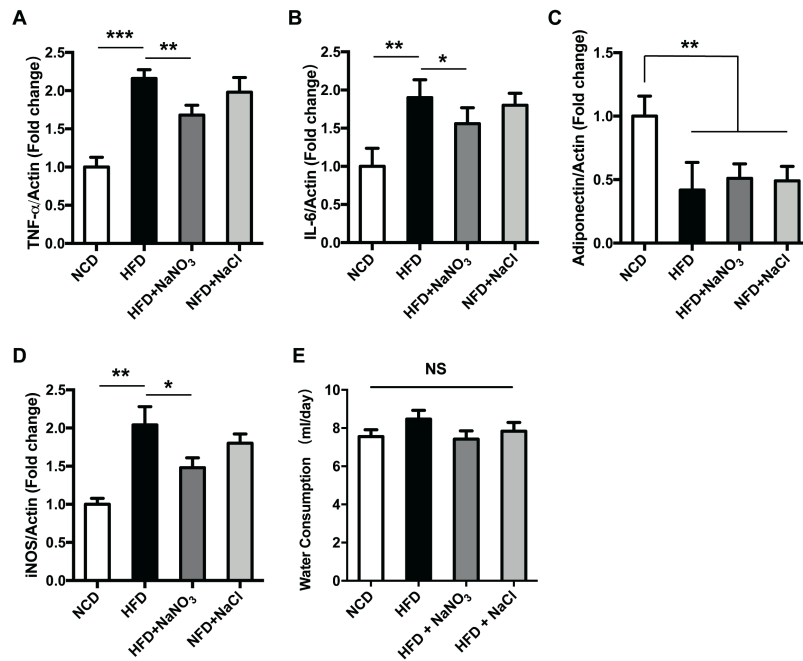 A
TNF-α/Actin (Fold change)
2.5
2.0
1.5
1.0
0.5
0.0
***
**
NCD
HFD
HFD+NaNO3
NFD+NaCl
B
IL-6/Actin (Fold change)
2.5
2.0
1.5
1.0
0.5
0.0
**
*
NCD
HFD
HFD+NaNO3
NFD+NaCl
C
Adiponectin/Actin (Fold change)
1.5
1.0
0.5
0.0
**
NCD
HFD
HFD+NaNO3
NFD+NaCl
D
iNOS/Actin (Fold change)
2.5
2.0
1.5
1.0
0.5
0.0
**
*
NCD
HFD
HFD+NaNO3
NFD+NaCl
E
Water Consumption (ml/day)
10
8
6
4
2
0
NS
NCD
HFD
HFD + NaNO3
HFD + NaCl